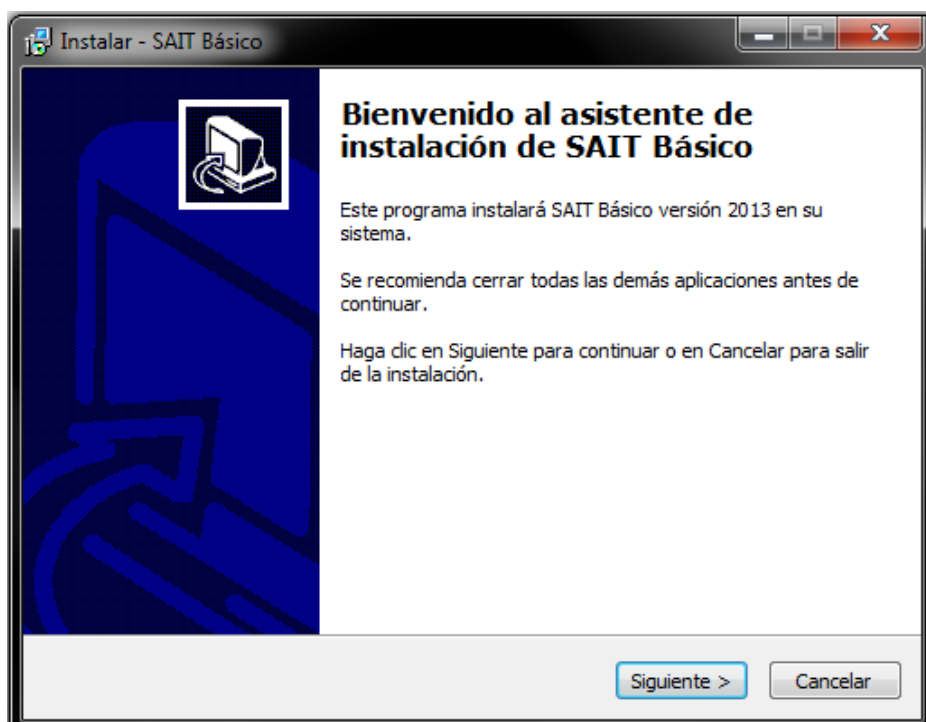 Instalar - SAIT Básico
Bienvenido al asistente de
instalación de SAIT Básico
Este programa instalará SAIT Básico versión 2013 en su
sistema.
Se recomienda cerrar todas las demás aplicaciones antes de
continuar.
Haga clic en Siguiente para continuar o en Cancelar para salir
de la instalación.
Siguiente >
Cancelar